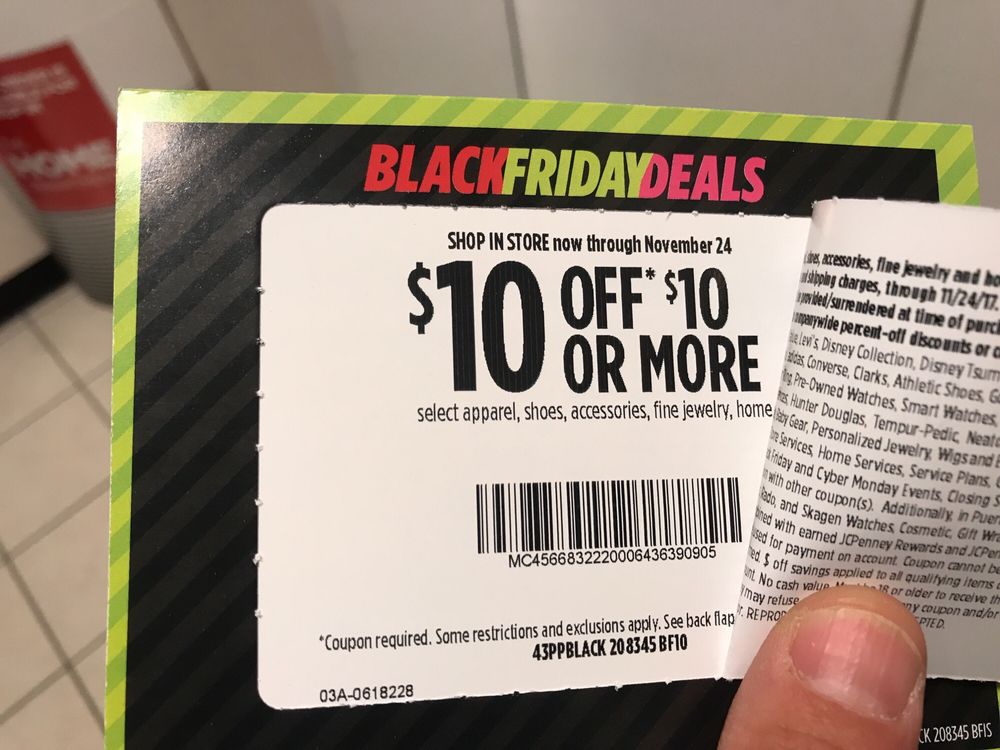 HOME
BLACKFRIDAYDEALS
SHOP IN STORE now through November 24
$10 OFF* $10
OR MORE
select apparel, shoes, accessories, fine jewelry, home
MC45668322220006436390905
*Coupon required. Some restrictions and exclusions apply. See back flap
43PPBLACK 208345 BF10
03A-0618228
accessories, fine jewelry and
shipping charges, through 11/24/17.
provided/surrendered at time of
percent-off discounts or
Levi's, Disney Collection, Disney Tsum
Converse, Clarks, Athletic Shoes,
Pre-Owned Watches, Smart Watches,
Hunter Douglas, Tempur-Pedic,
Baby Gear, Personalized Jewelry, Wigs and
Services, Home Services, Service Plans,
Friday and Cyber Monday Events, Closing
with other coupon(s). Additionally, in
Rado, and Skagen Watches, Cosmetic, Gift
with earned JCPenney Rewards and
for payment on account. Coupon cannot be
$ off savings applied to all qualifying items
No cash value. 18 or older to receive
may refuse any coupon and/or
208345 BFIS